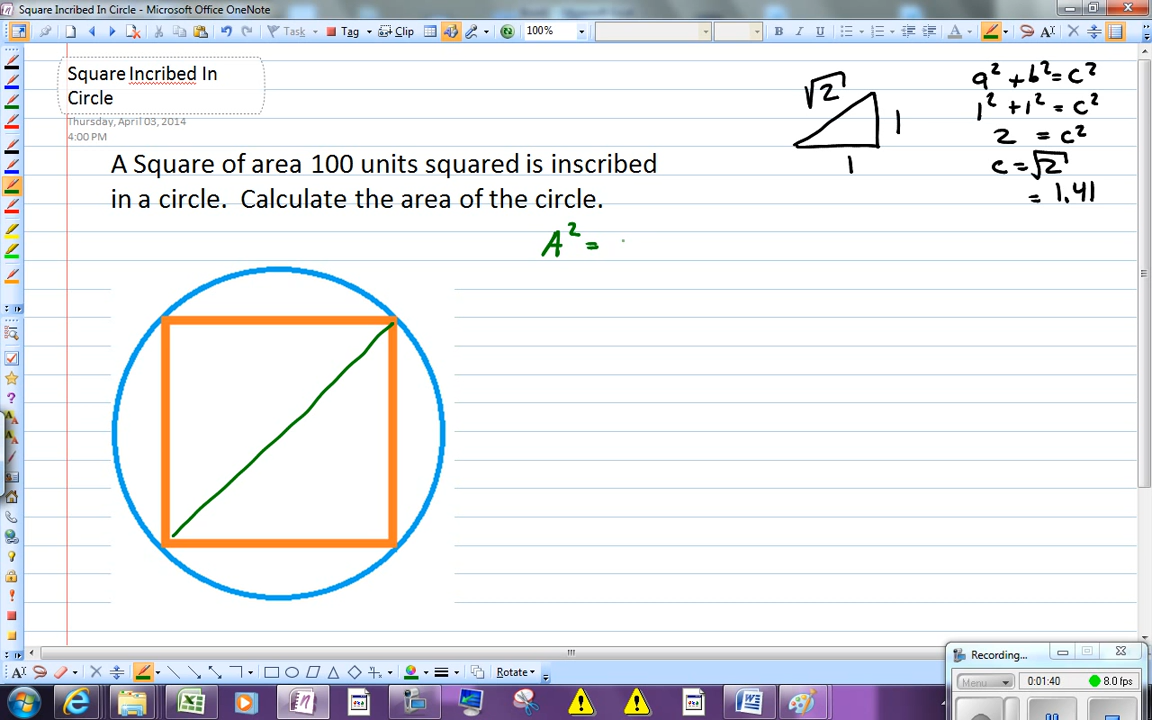 Square Incribed In Circle - Microsoft Office OneNote
Task
Tag
Clip
100%
B I U
Square Incribed In
Circle
Thursday, April 03, 2014
4:00 PM
A Square of area 100 units squared is inscribed
in a circle. Calculate the area of the circle.
A² =
√2
1
1
a² + b² = c²
1² + 1² = c²
2 = c²
c = √2
= 1.41
Rotate
Recording...
Menu
0:01:40
8.0 fps